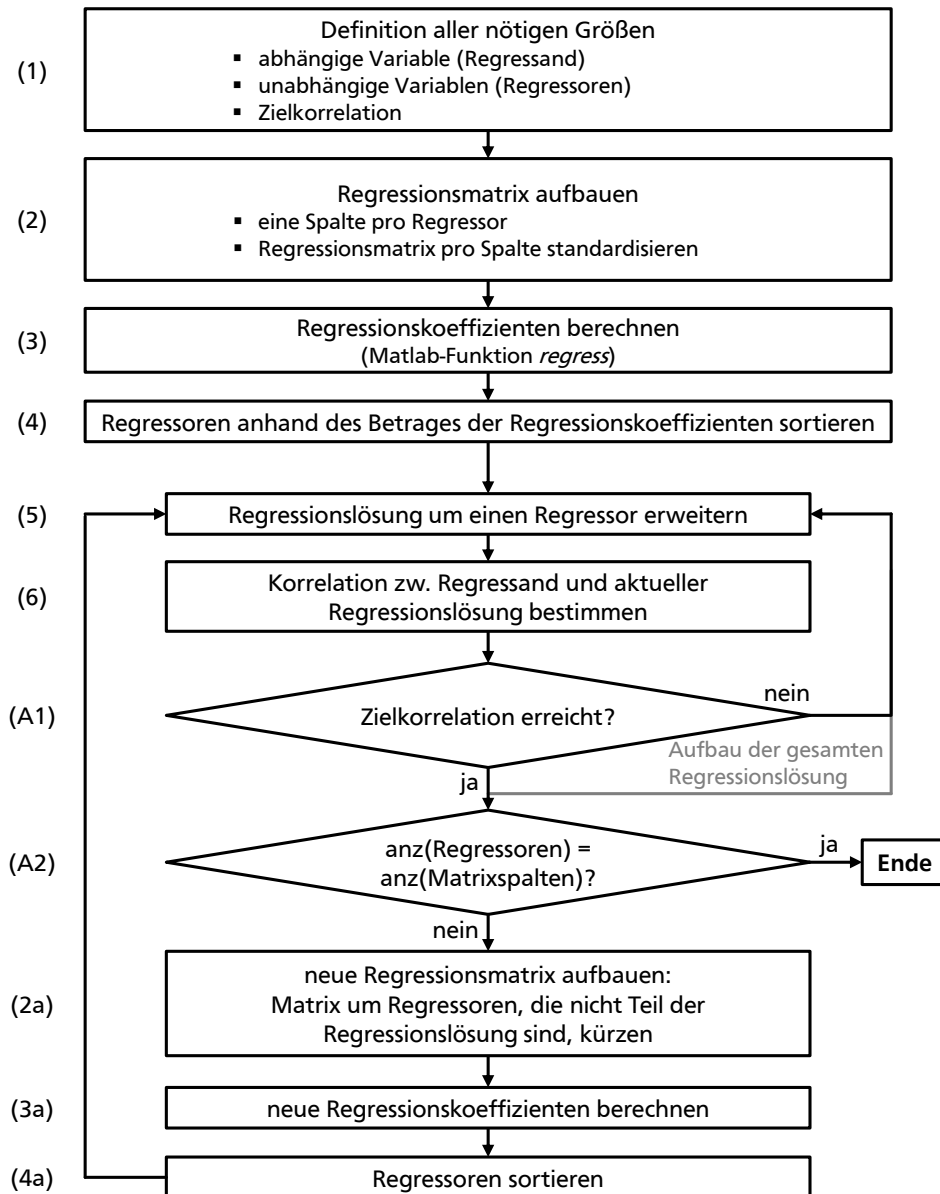 (1)
Definition aller nötigen Größen
▪ abhängige Variable (Regressand)
▪ unabhängige Variablen (Regressoren)
▪ Zielkorrelation
(2)
Regressionsmatrix aufbauen
▪ eine Spalte pro Regressor
▪ Regressionsmatrix pro Spalte standardisieren
(3)
Regressionskoeffizienten berechnen
(Matlab-Funktion regress)
(4)
Regressoren anhand des Betrages der Regressionskoeffizienten sortieren
(5)
Regressionslösung um einen Regressor erweitern
(6)
Korrelation zw. Regressand und aktueller
Regressionslösung bestimmen
(A1)
Zielkorrelation erreicht?
nein
Aufbau der gesamten
Regressionslösung
ja
(A2)
anz(Regressoren) =
anz(Matrixspalten)?
ja
Ende
nein
(2a)
neue Regressionsmatrix aufbauen:
Matrix um Regressoren, die nicht Teil der
Regressionslösung sind, kürzen
(3a)
neue Regressionskoeffizienten berechnen
(4a)
Regressoren sortieren